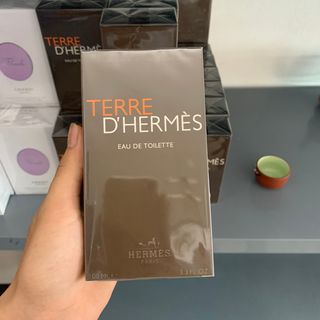 TERRE
D'HERMÈS
EAU DE TOILETTE
HERMÈS
PARIS
100 ML ℮
3.3 FL.OZ
TERRE
D'HERMÈS